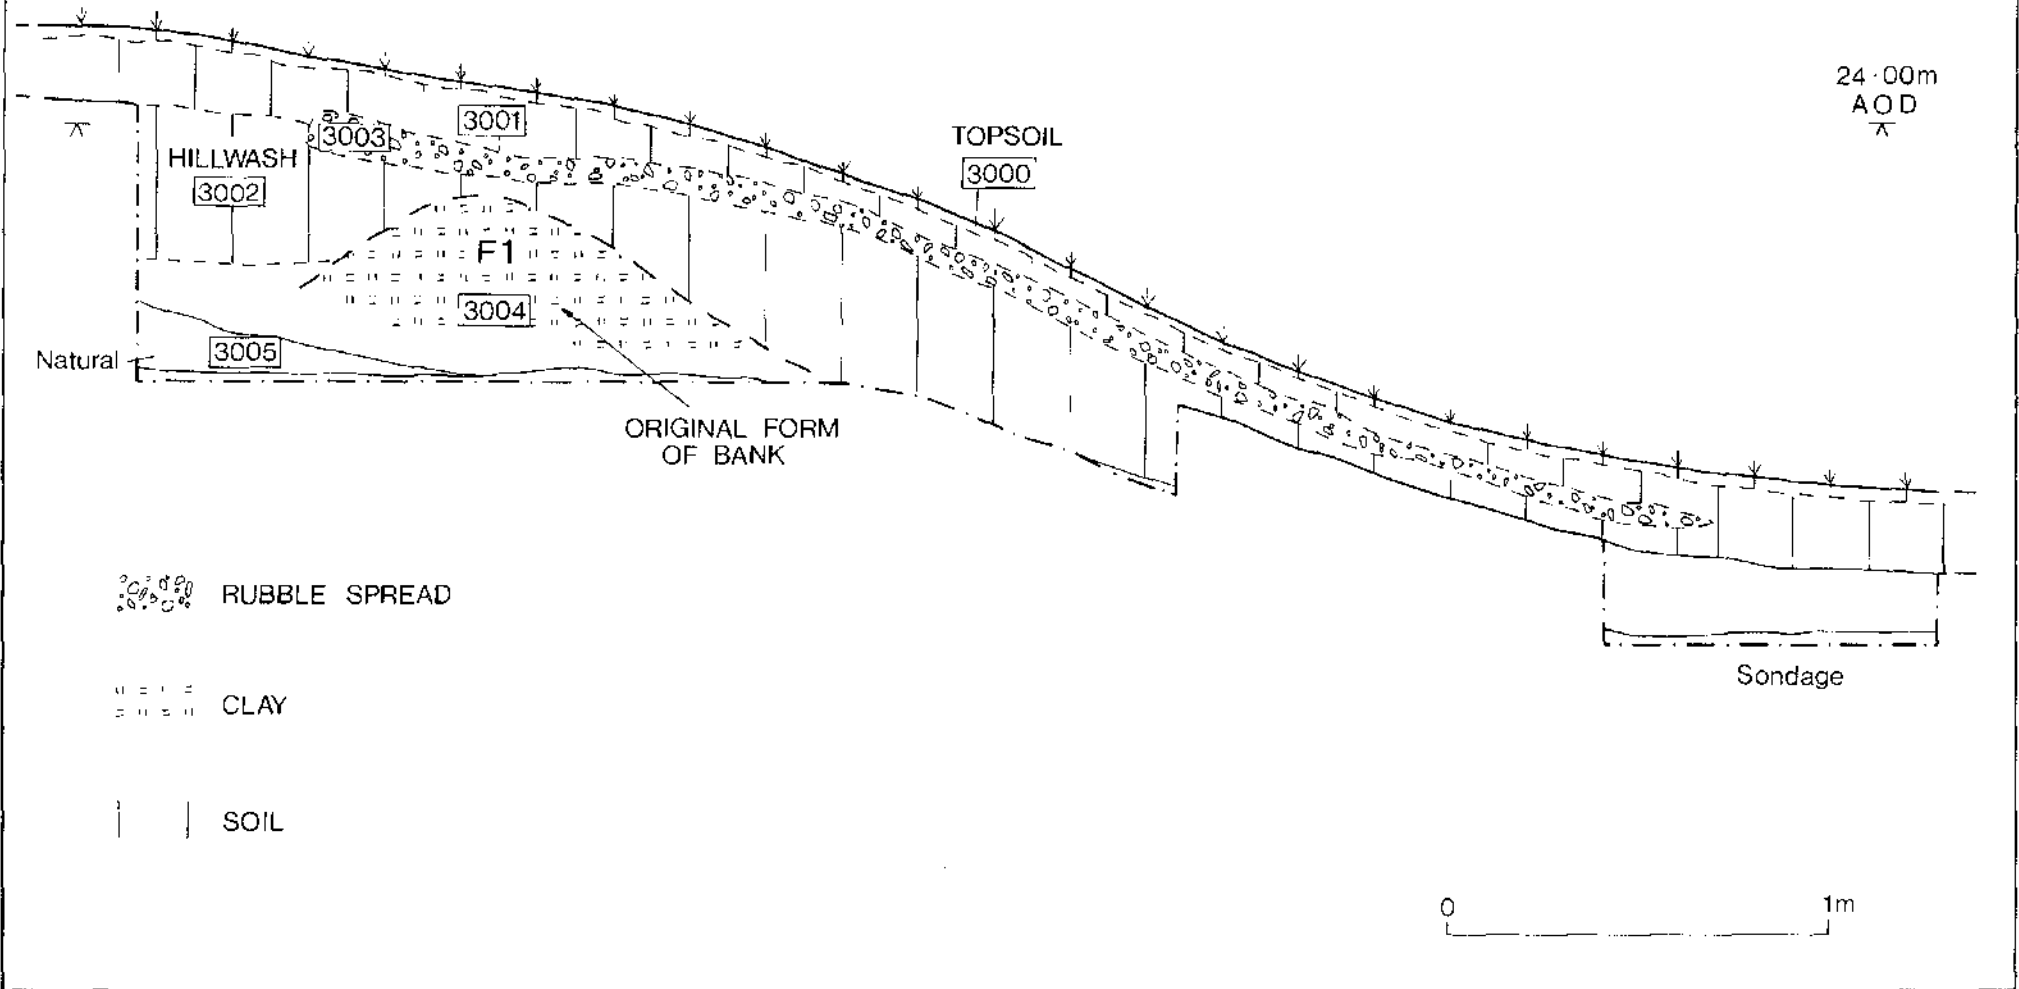 24·00m
AOD
TOPSOIL
3000
3001
3003
HILLWASH
3002
F1
3004
3005
Natural
ORIGINAL FORM
OF BANK
RUBBLE SPREAD
CLAY
SOIL
Sondage
0 1m